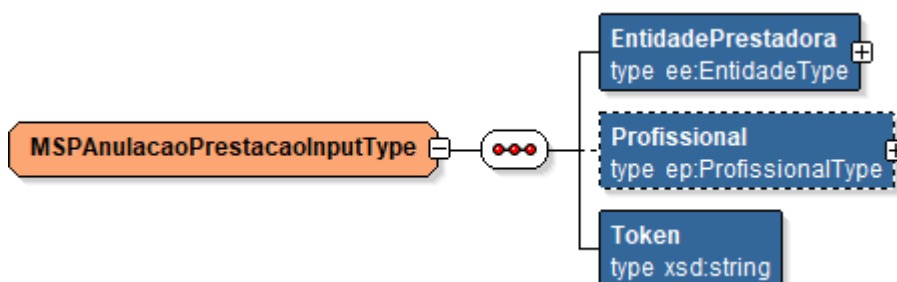 EntidadePrestadora
type ee:EntidadeType
MSPAnulacaoPrestacaoInputType
Profissional
type ep:ProfissionalType
Token
type xsd:string